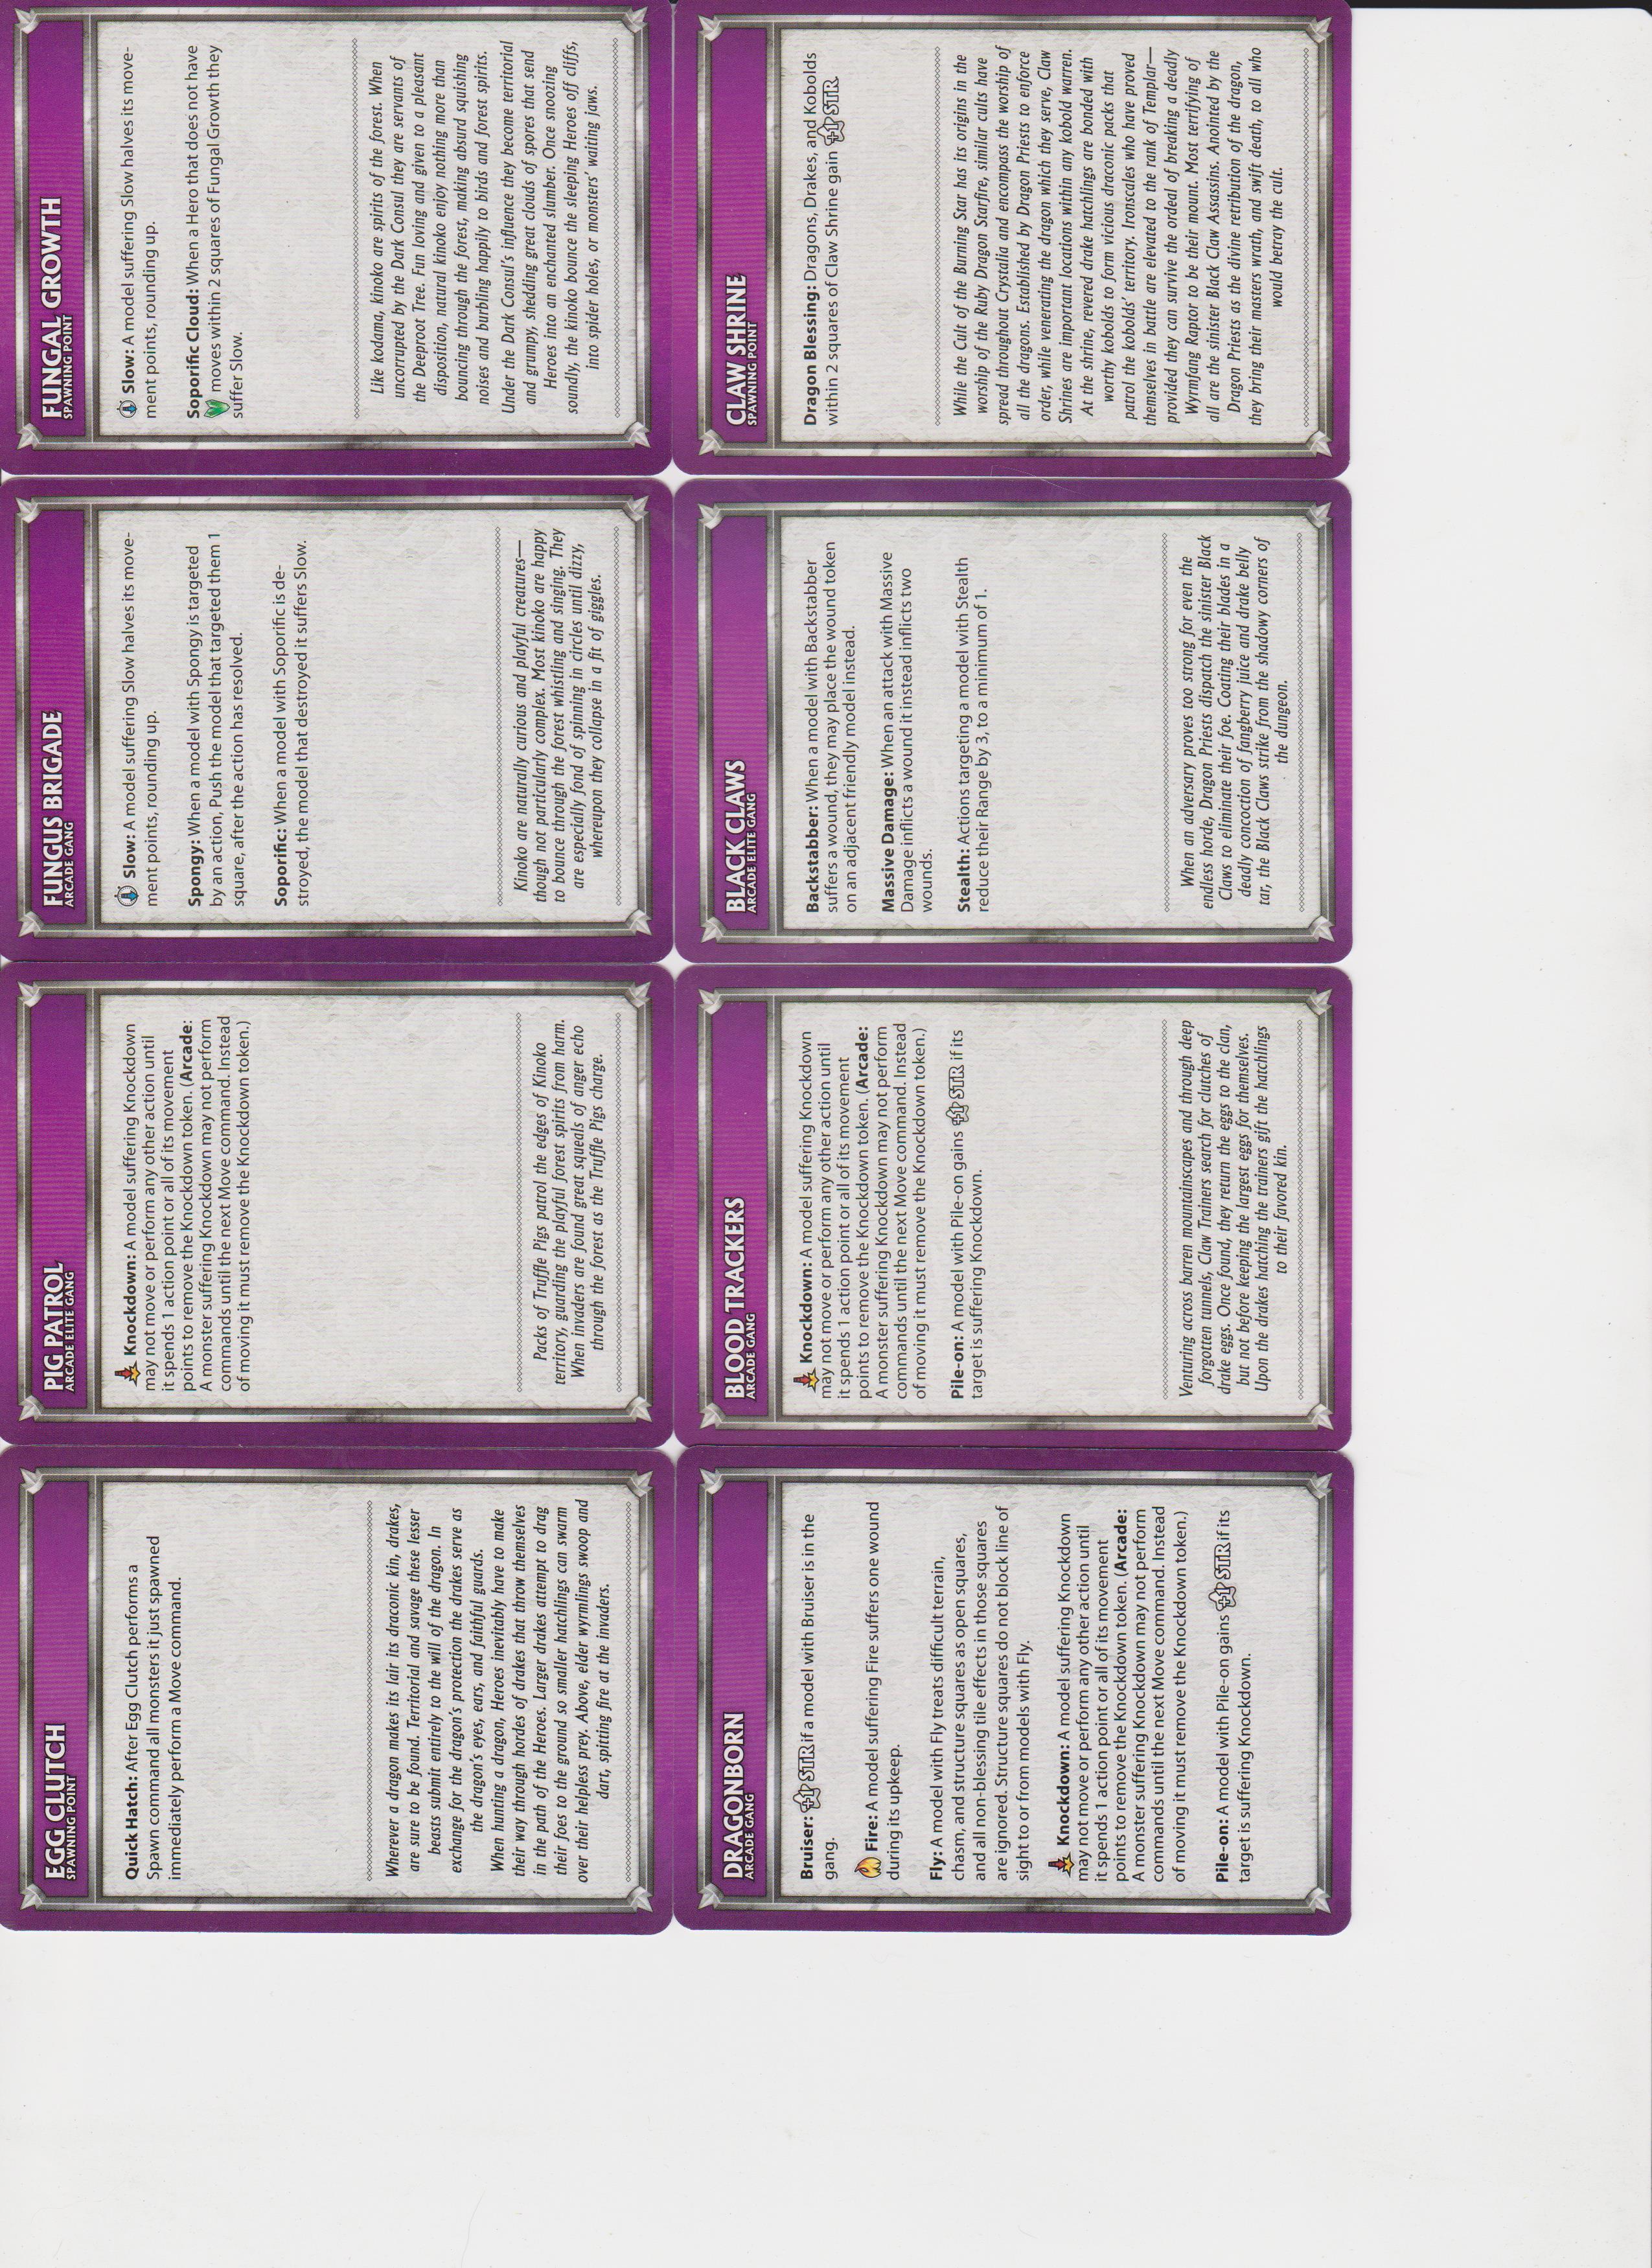 EGG CLUTCH
SPAWNING POINT
Quick Hatch: After Egg Clutch performs a
Spawn command all monsters it just spawned
immediately perform a Move command.
Wherever a dragon makes its lair its draconic kin, drakes,
are sure to be found. Territorial and savage these lesser
beasts submit entirely to the will of the dragon. In
exchange for the dragon's protection the drakes serve as
the dragon's eyes, ears, and faithful guards.
When hunting a dragon, Heroes inevitably have to make
their way through hordes of drakes that throw themselves
in the path of the Heroes. Larger drakes attempt to drag
their foes to the ground so smaller hatchlings can swarm
over their helpless prey. Above, elder wyrmlings swoop and
dart, spitting fire at the invaders.
PIG PATROL
ARCADE ELITE GANG
Knockdown: A model suffering Knockdown
may not move or perform any other action until
it spends 1 action point or all of its movement
points to remove the Knockdown token. (Arcade:
A monster suffering Knockdown may not perform
commands until the next Move command. Instead
of moving it must remove the Knockdown token.)
Packs of Truffle Pigs patrol the edges of Kinoko
territory, guarding the playful forest spirits from harm.
When invaders are found great squeals of anger echo
through the forest as the Truffle Pigs charge.
FUNGUS BRIGADE
ARCADE GANG
Slow: A model suffering Slow halves its move-
ment points, rounding up.
Spongy: When a model with Spongy is targeted
by an action, Push the model that targeted them 1
square, after the action has resolved.
Soporific: When a model with Soporific is de-
stroyed, the model that destroyed it suffers Slow.
Kinoko are naturally curious and playful creatures—
though not particularly complex. Most kinoko are happy
to bounce through the forest whistling and singing. They
are especially fond of spinning in circles until dizzy,
whereupon they collapse in a fit of giggles.
FUNGAL GROWTH
SPAWNING POINT
Slow: A model suffering Slow halves its move-
ment points, rounding up.
Soporific Cloud: When a Hero that does not have
moves within 2 squares of Fungal Growth they
suffer Slow.
Like kodama, kinoko are spirits of the forest. When
uncorrupted by the Dark Consul they are servants of
the Deeproot Tree. Fun loving and given to a pleasant
disposition, natural kinoko enjoy nothing more than
bouncing through the forest, making absurd squishing
noises and burbling happily to birds and forest spirits.
Under the Dark Consul's influence they become territorial
and grumpy, shedding great clouds of spores that send
Heroes into an enchanted slumber. Once snoozing
soundly, the kinoko bounce the sleeping Heroes off cliffs,
into spider holes, or monsters' waiting jaws.
DRAGONBORN
ARCADE GANG
Bruiser: +1 STR if a model with Bruiser is in the
gang.
Fire: A model suffering Fire suffers one wound
during its upkeep.
Fly: A model with Fly treats difficult terrain,
chasm, and structure squares as open squares,
and all non-blessing tile effects in those squares
are ignored. Structure squares do not block line of
sight to or from models with Fly.
Knockdown: A model suffering Knockdown
may not move or perform any other action until
it spends 1 action point or all of its movement
points to remove the Knockdown token. (Arcade:
A monster suffering Knockdown may not perform
commands until the next Move command. Instead
of moving it must remove the Knockdown token.)
Pile-on: A model with Pile-on gains +1 STR if its
target is suffering Knockdown.
BLOOD TRACKERS
ARCADE GANG
Knockdown: A model suffering Knockdown
may not move or perform any other action until
it spends 1 action point or all of its movement
points to remove the Knockdown token. (Arcade:
A monster suffering Knockdown may not perform
commands until the next Move command. Instead
of moving it must remove the Knockdown token.)
Pile-on: A model with Pile-on gains +1 STR if its
target is suffering Knockdown.
Venturing across barren mountainscapes and through deep
forgotten tunnels, Claw Trainers search for clutches of
drake eggs. Once found, they return the eggs to the clan,
but not before keeping the largest eggs for themselves.
Upon the drakes hatching the trainers gift the hatchlings
to their favored kin.
BLACK CLAWS
ARCADE ELITE GANG
Backstabber: When a model with Backstabber
suffers a wound, they may place the wound token
on an adjacent friendly model instead.
Massive Damage: When an attack with Massive
Damage inflicts a wound it instead inflicts two
wounds.
Stealth: Actions targeting a model with Stealth
reduce their Range by 3, to a minimum of 1.
When an adversary proves too strong for even the
endless horde, Dragon Priests dispatch the sinister Black
Claws to eliminate their foe. Coating their blades in a
deadly concoction of fangberry juice and drake belly
tar, the Black Claws strike from the shadowy corners of
the dungeon.
CLAW SHRINE
SPAWNING POINT
Dragon Blessing: Dragons, Drakes, and Kobolds
within 2 squares of Claw Shrine gain +1 STR
While the Cult of the Burning Star has its origins in the
worship of the Ruby Dragon Starfire, similar cults have
spread throughout Crystalia and encompass the worship of
all the dragons. Established by Dragon Priests to enforce
order, while venerating the dragon which they serve, Claw
Shrines are important locations within any kobold warren.
At the shrine, revered drake hatchlings are bonded with
worthy kobolds to form vicious draconic packs that
patrol the kobolds' territory. Ironscales who have proved
themselves in battle are elevated to the rank of Templar—
provided they can survive the ordeal of breaking a deadly
Wyrmfang Raptor to be their mount. Most terrifying of
all are the sinister Black Claw Assassins. Anointed by the
Dragon Priests as the divine retribution of the dragon,
they bring their masters wrath, and swift death, to all who
would betray the cult.